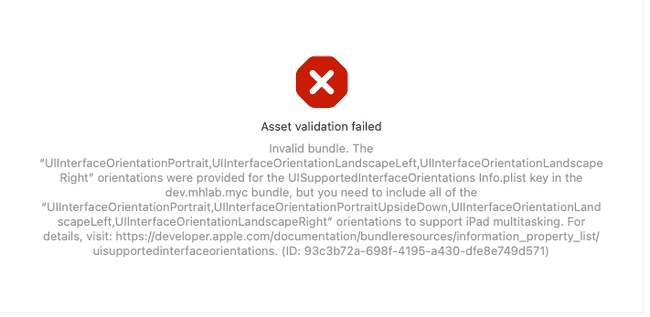 Asset validation failed
Invalid bundle. The
“UIInterfaceOrientationPortrait,UIInterfaceOrientationLandscapeLeft,UIInterfaceOrientationLandscape
Right” orientations were provided for the UISupportedInterfaceOrientations Info.plist key in the
dev.mhlab.myc bundle, but you need to include all of the
“UIInterfaceOrientationPortrait,UIInterfaceOrientationPortraitUpsideDown,UIInterfaceOrientationLand
scapeLeft,UIInterfaceOrientationLandscapeRight” orientations to support iPad multitasking. For
details, visit: https://developer.apple.com/documentation/bundleresources/information_property_list/
uisupportedinterfaceorientations. (ID: 93c3b72a-698f-4195-a430-dfe8e749d571)